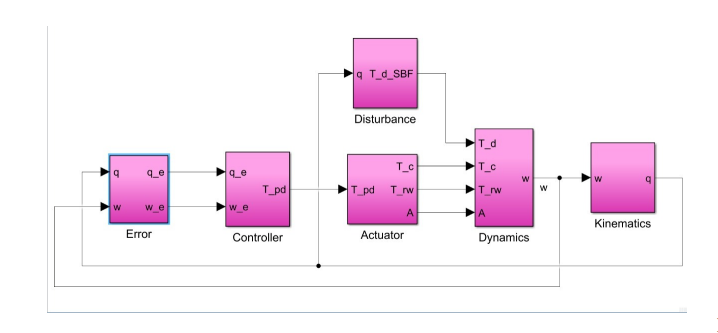 q T_d_SBF
Disturbance
q q_e
w w_e
Error
q_e
T_pd
w_e
Controller
T_c
T_pd T_rw
A
Actuator
T_d
T_c
w
T_rw
A
Dynamics
w
w q
Kinematics